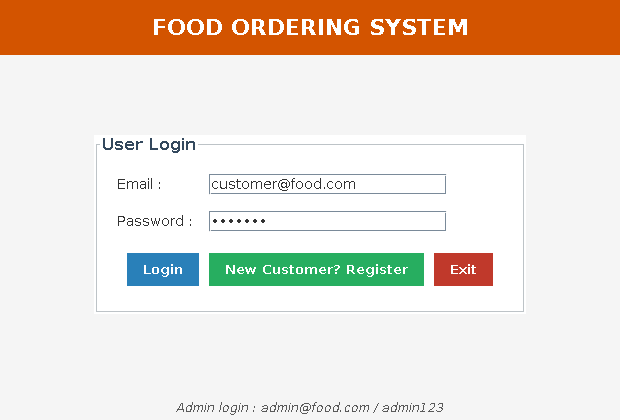 FOOD ORDERING SYSTEM
User Login
Email : customer@food.com
Password : •••••••
Login New Customer? Register Exit
Admin login : admin@food.com / admin123